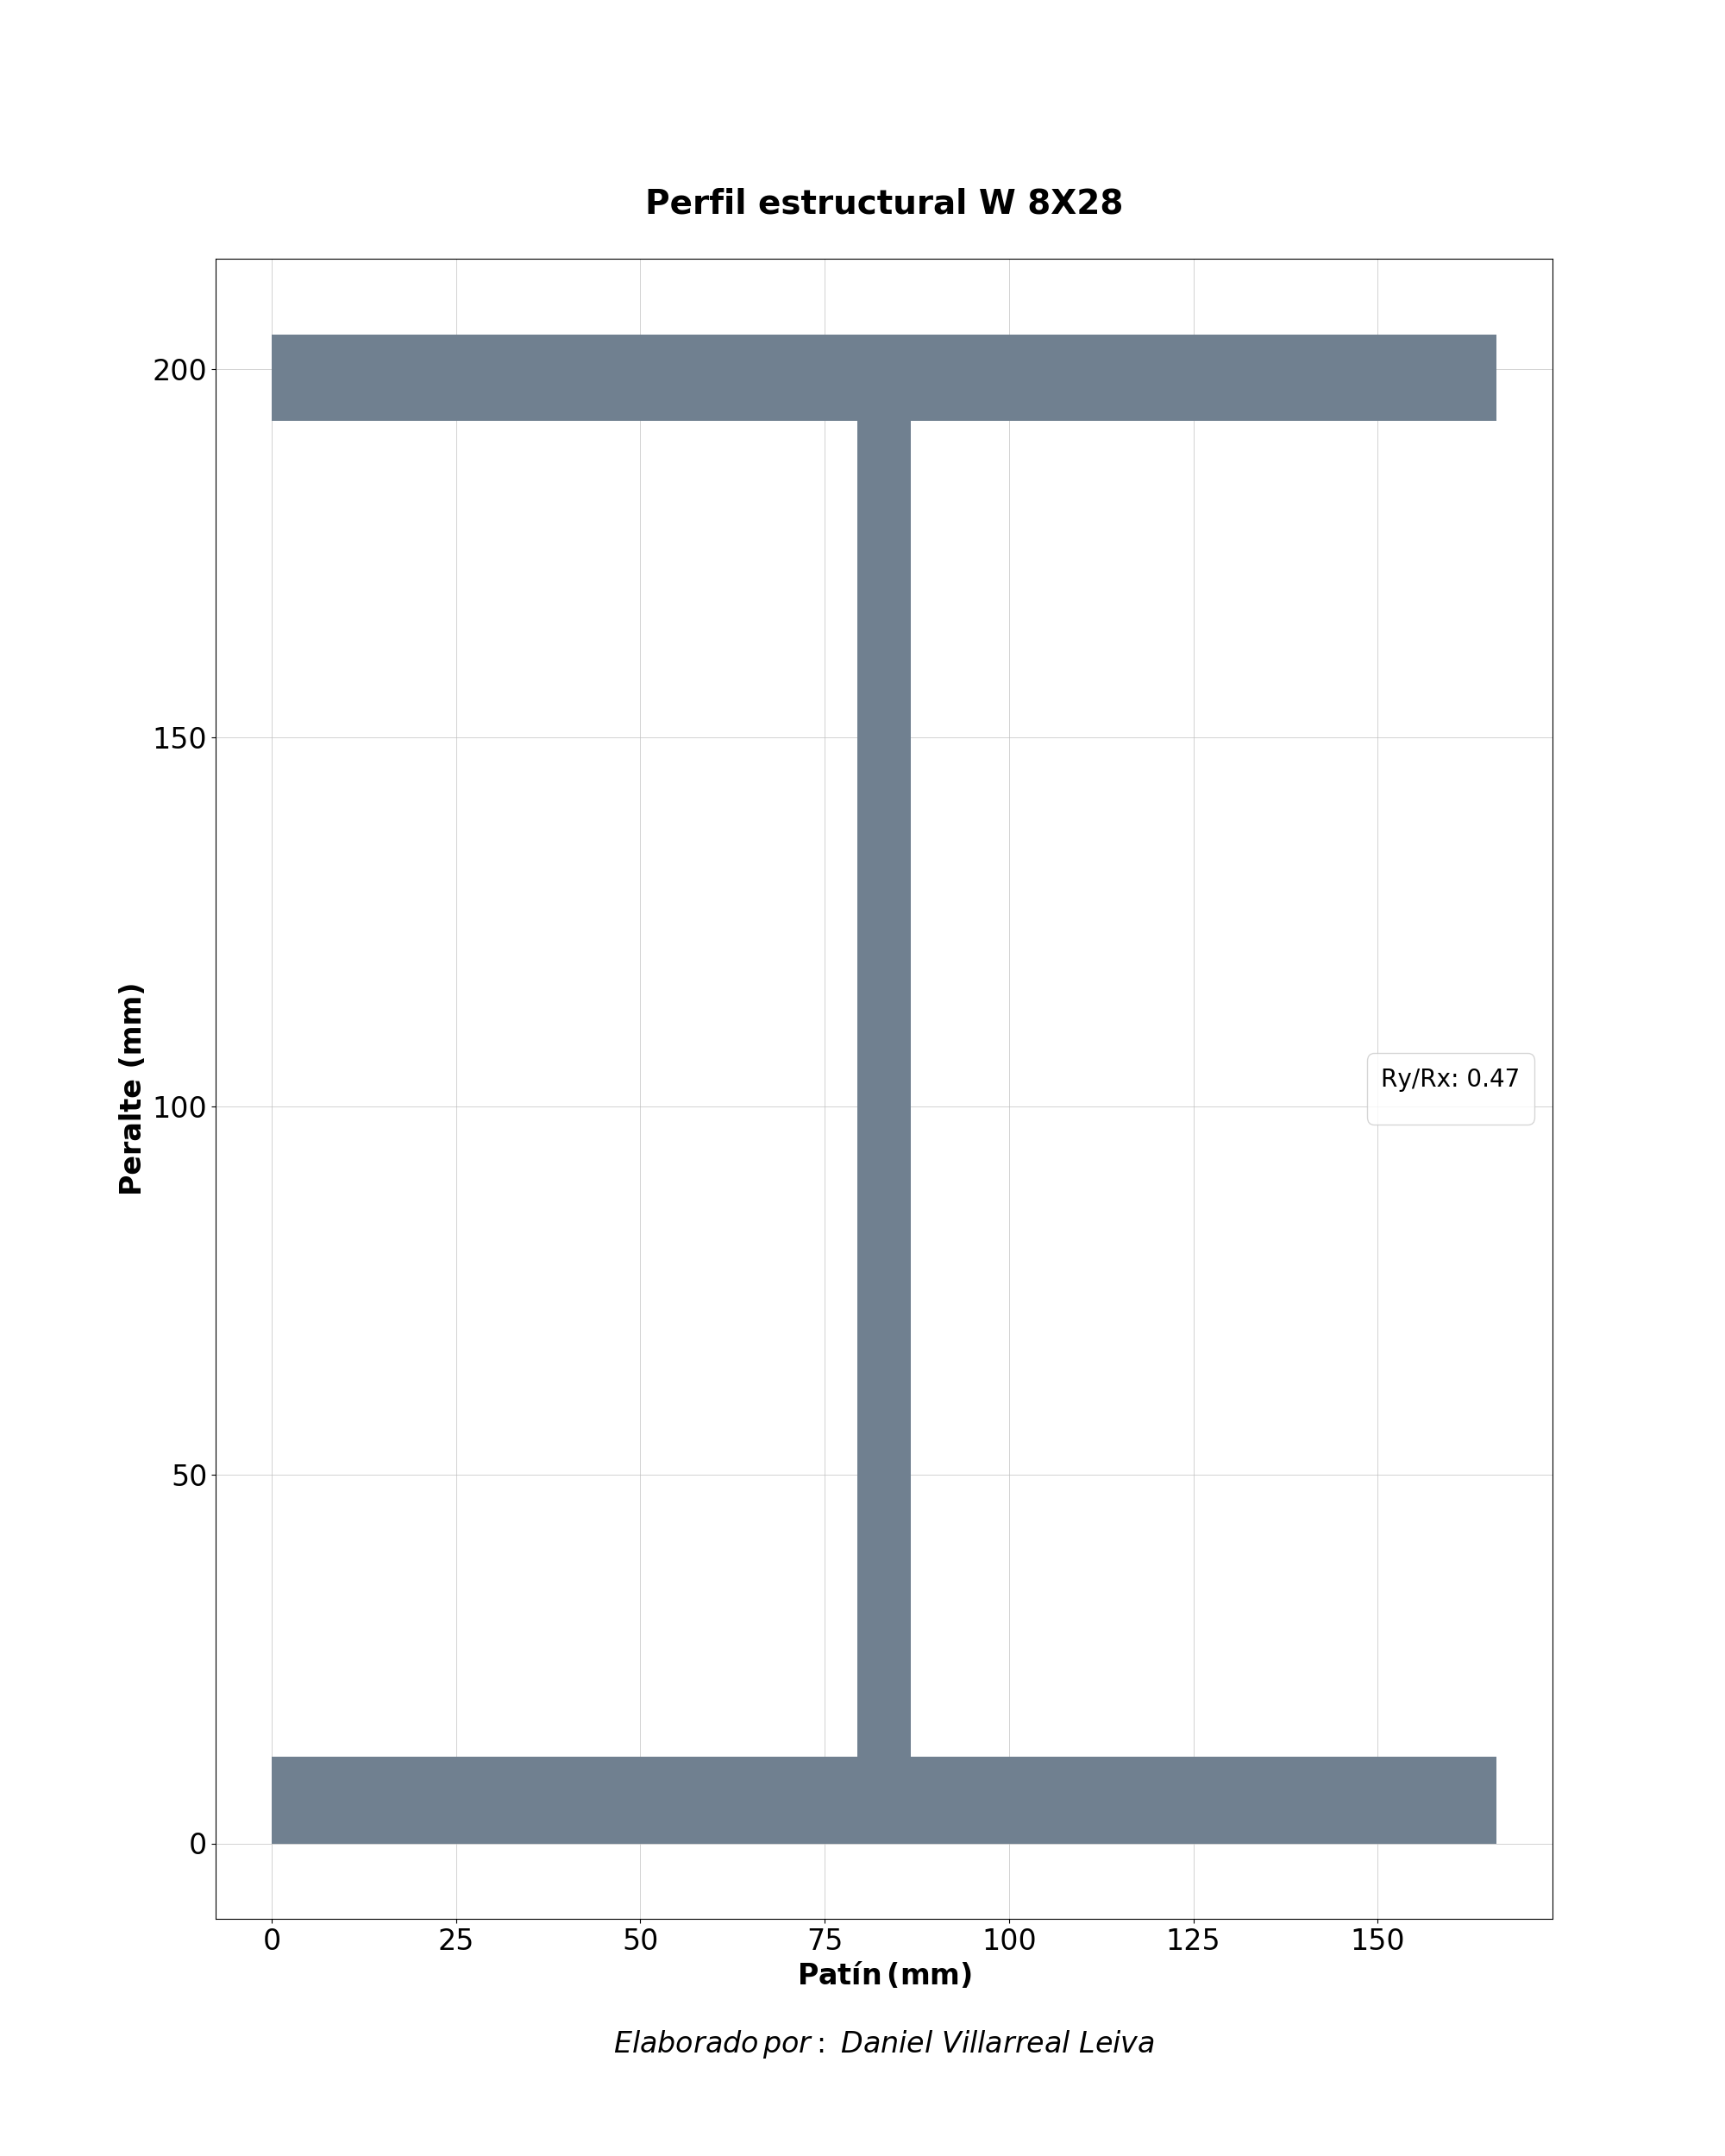 Perfil estructural W 8X28
200
150
100
50
0
Peralte (mm)
Ry/Rx: 0.47
0 25 50 75 100 125 150
Patín (mm)
Elaborado por: Daniel Villarreal Leiva